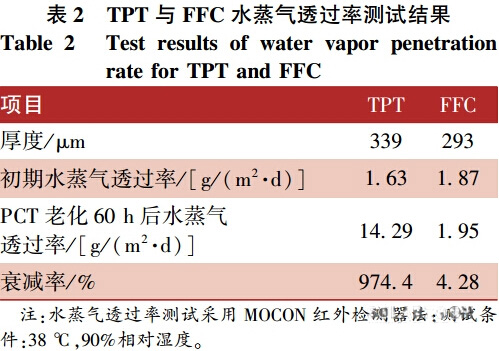 表2 TPT 与 FFC 水蒸气透过率测试结果
Table 2 Test results of water vapor penetration
rate for TPT and FFC
项目 TPT FFC
厚度/μm 339 293
初期水蒸气透过率/[g/(m²·d)] 1.63 1.87
PCT 老化 60 h 后水蒸气
透过率/[g/(m²·d)] 14.29 1.95
衰减率/% 974.4 4.28
注:水蒸气透过率测试采用 MOCON 红外检测器法;测试条
件:38 ℃,90%相对湿度。